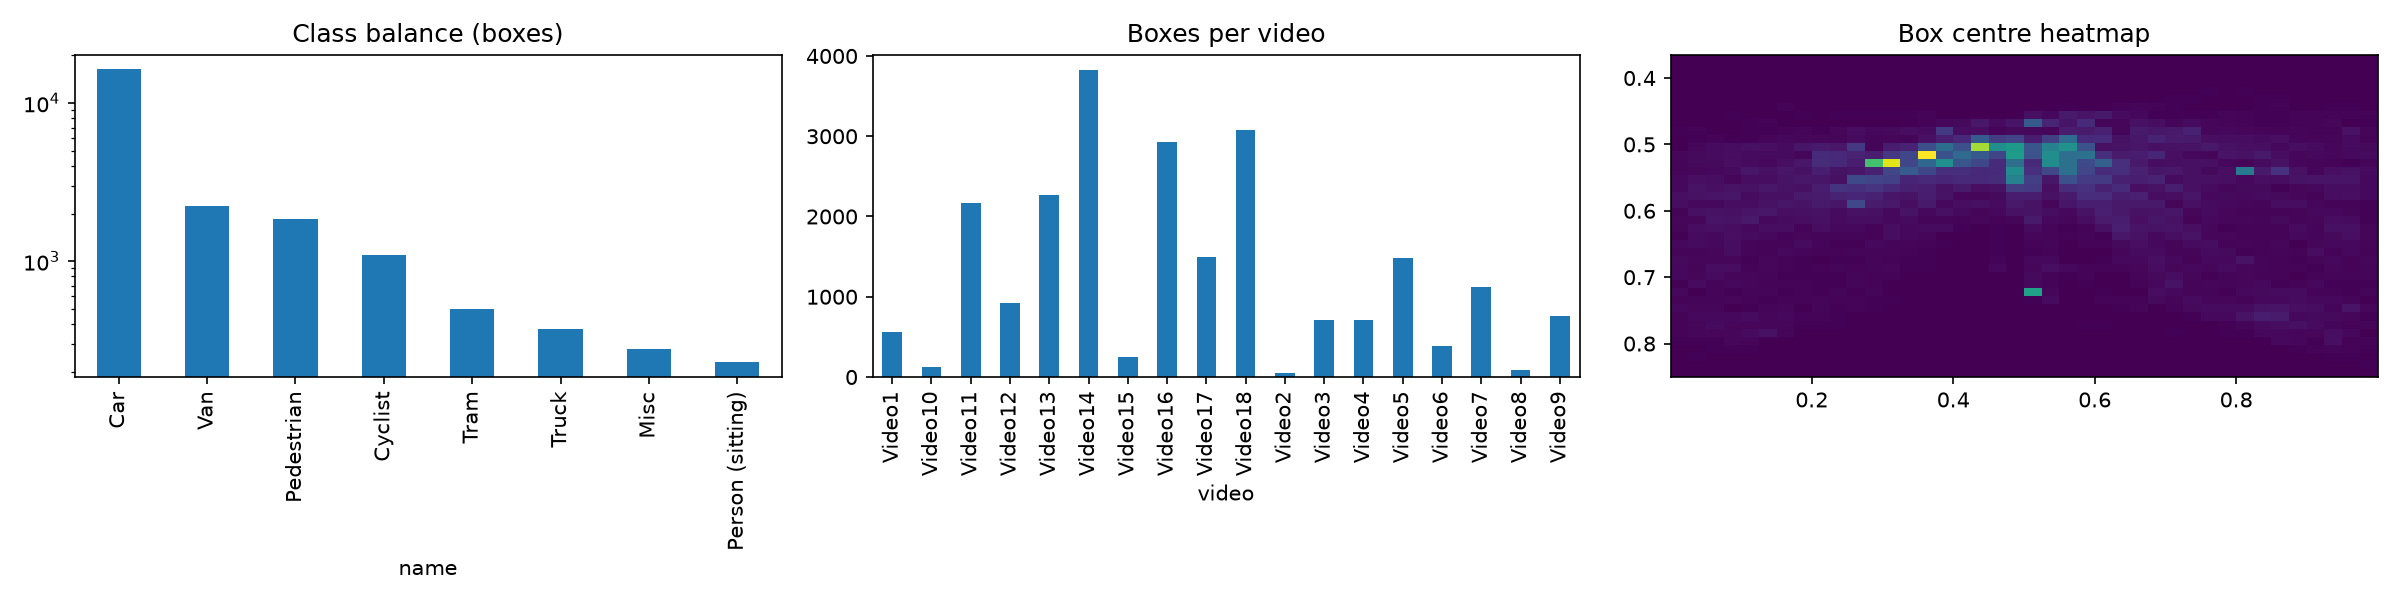 Class balance (boxes)
10^4
10^3
Car
Van
Pedestrian
Cyclist
Tram
Truck
Misc
Person (sitting)
name
Boxes per video
4000
3000
2000
1000
0
Video1
Video10
Video11
Video12
Video13
Video14
Video15
Video16
Video17
Video18
Video2
Video3
Video4
Video5
Video6
Video7
Video8
Video9
video
Box centre heatmap
0.4
0.5
0.6
0.7
0.8
0.2
0.4
0.6
0.8